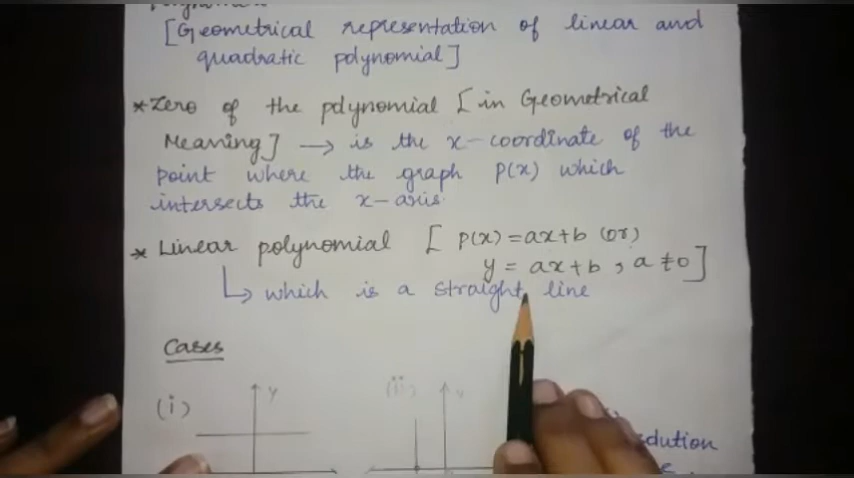 [Geometrical representation of linear and
quadratic polynomial]
* Zero of the polynomial [in Geometrical
Meaning] → is the x-coordinate of the
point where the graph P(x) which
intersects the x-axis.
* Linear polynomial [ P(x) = ax+b (or)
y = ax+b , a ≠ 0 ]
↳ which is a straight line
Cases
(i) y
(ii) y